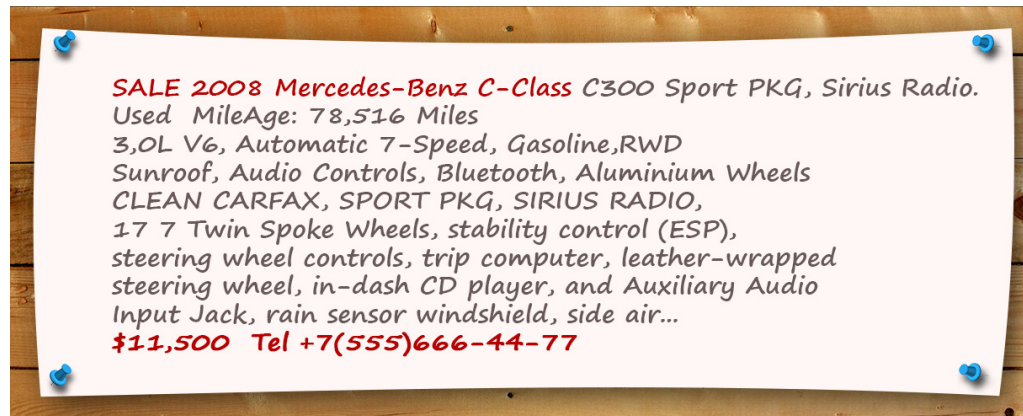 SALE 2008 Mercedes-Benz C-Class C300 Sport PKG, Sirius Radio.
Used MileAge: 78,516 Miles
3,0L V6, Automatic 7-Speed, Gasoline,RWD
Sunroof, Audio Controls, Bluetooth, Aluminium Wheels
CLEAN CARFAX, SPORT PKG, SIRIUS RADIO,
17 7 Twin Spoke Wheels, stability control (ESP),
steering wheel controls, trip computer, leather-wrapped
steering wheel, in-dash CD player, and Auxiliary Audio
Input Jack, rain sensor windshield, side air...
$11,500 Tel +7(555)666-44-77